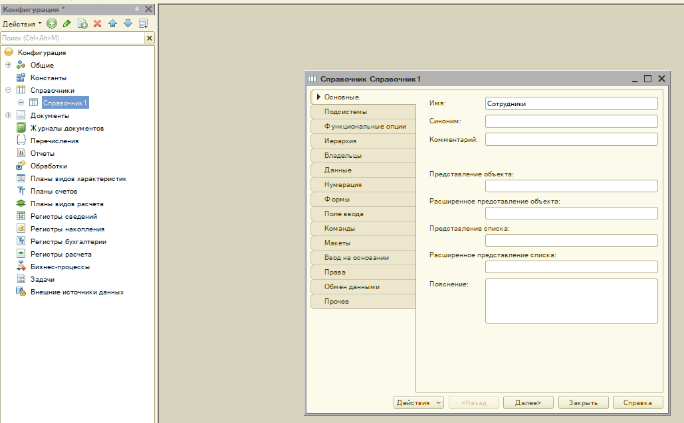 Конфигурация *
Действия
Поиск (Ctrl+Alt+M)
Конфигурация
Общие
Константы
Справочники
Справочник1
Документы
Журналы документов
Перечисления
Отчеты
Обработки
Планы видов характеристик
Планы счетов
Планы видов расчета
Регистры сведений
Регистры накопления
Регистры бухгалтерии
Регистры расчета
Бизнес-процессы
Задачи
Внешние источники данных
Справочник Справочник1
Основные
Подсистемы
Функциональные опции
Иерархия
Владельцы
Данные
Нумерация
Формы
Поле ввода
Команды
Макеты
Ввод на основании
Права
Обмен данными
Прочее
Имя: Сотрудники
Синоним:
Комментарий:
Представление объекта:
Расширенное представление объекта:
Представление списка:
Расширенное представление списка:
Пояснение:
Действия <Назад Далее> Закрыть Справка